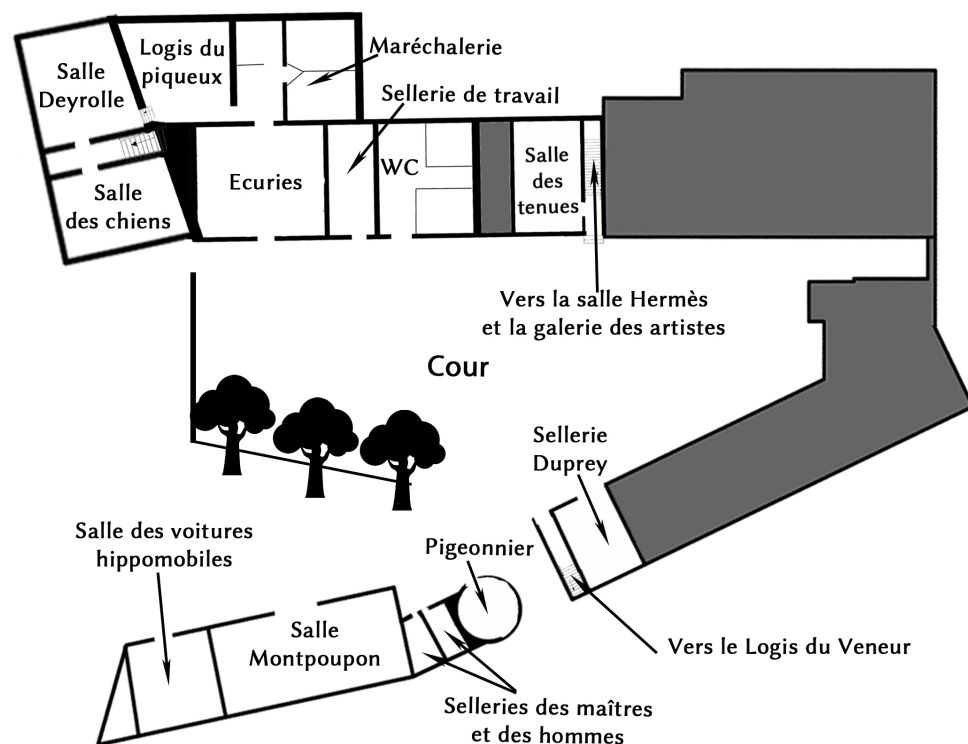 Logis du
piqueux
Maréchalerie
Salle
Deyrolle
Sellerie de travail
WC
Salle
des
tenues
Ecuries
Salle
des chiens
Vers la salle Hermès
et la galerie des artistes
Cour
Sellerie
Duprey
Salle des voitures
hippomobiles
Pigeonnier
Salle
Montpoupon
Vers le Logis du Veneur
Selleries des maîtres
et des hommes